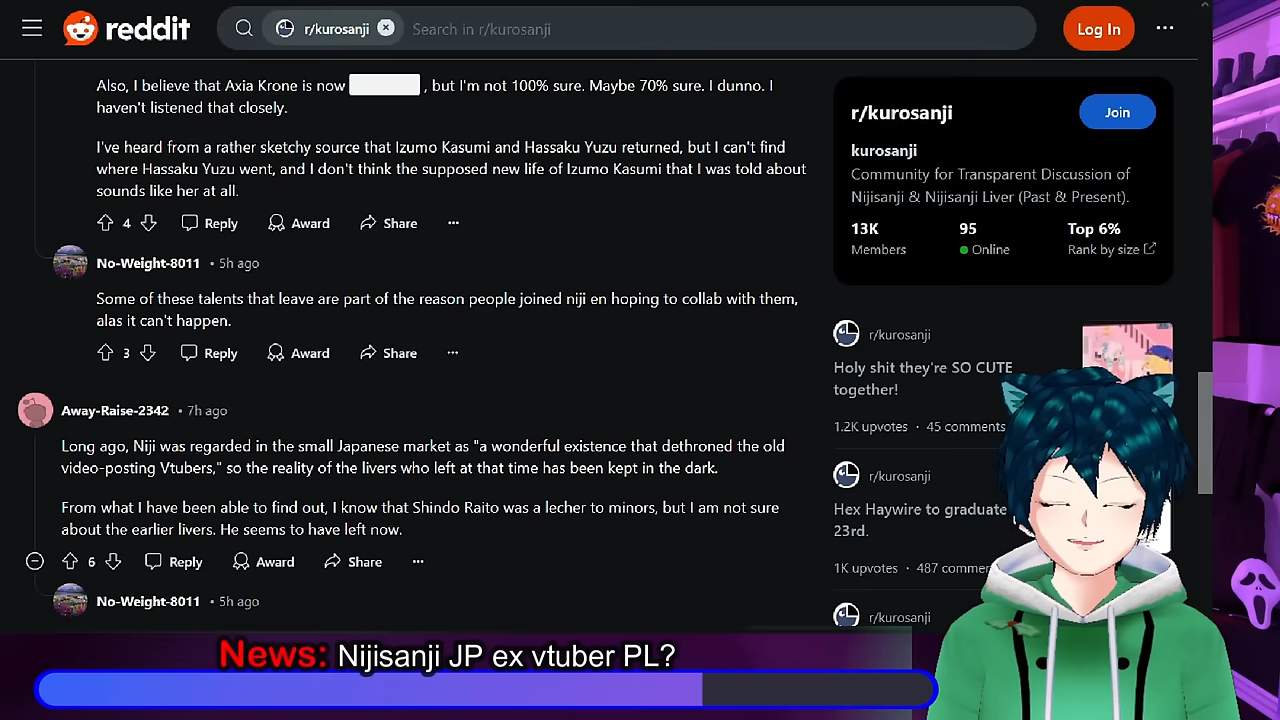 reddit
r/kurosanji
Search in r/kurosanji
Log In
Also, I believe that Axia Krone is now , but I'm not 100% sure. Maybe 70% sure. I dunno. I
haven't listened that closely.
I've heard from a rather sketchy source that Izumo Kasumi and Hassaku Yuzu returned, but I can't find
where Hassaku Yuzu went, and I don't think the supposed new life of Izumo Kasumi that I was told about
sounds like her at all.
4 Reply Award Share
No-Weight-8011 • 5h ago
Some of these talents that leave are part of the reason people joined niji en hoping to collab with them,
alas it can't happen.
3 Reply Award Share
Away-Raise-2342 • 7h ago
Long ago, Niji was regarded in the small Japanese market as "a wonderful existence that dethroned the old
video-posting Vtubers," so the reality of the livers who left at that time has been kept in the dark.
From what I have been able to find out, I know that Shindo Raito was a lecher to minors, but I am not sure
about the earlier livers. He seems to have left now.
6 Reply Award Share
No-Weight-8011 • 5h ago
r/kurosanji
Join
kurosanji
Community for Transparent Discussion of
Nijisanji & Nijisanji Liver (Past & Present).
13K 95 Top 6%
Members Online Rank by size
r/kurosanji
Holy shit they're SO CUTE
together!
1.2K upvotes • 45 comments
r/kurosanji
Hex Haywire to graduate
23rd.
1K upvotes • 487 commen
r/kurosanji
News: Nijisanji JP ex vtuber PL?